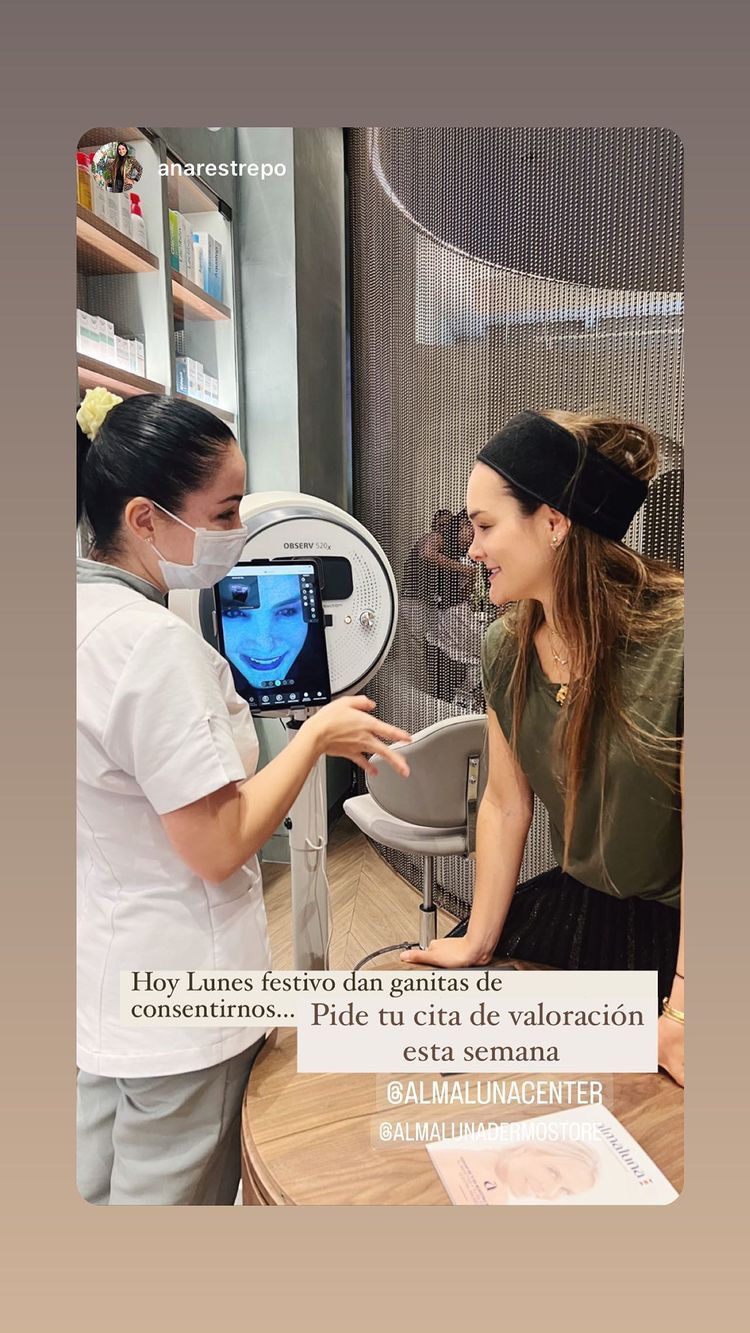 anarestrepo
OBSERV 520x
Hoy Lunes festivo dan ganitas de
consentirnos...
Pide tu cita de valoración
esta semana
@ALMALUNACENTER
@ALMALUNADERMOSTORE
almaluna